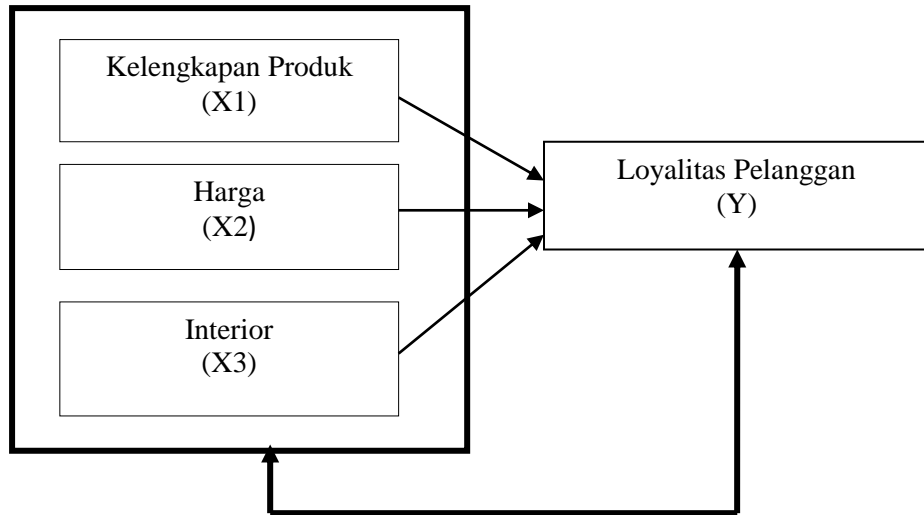 Kelengkapan Produk
(X1)
Harga
(X2)
Interior
(X3)
Loyalitas Pelanggan
(Y)